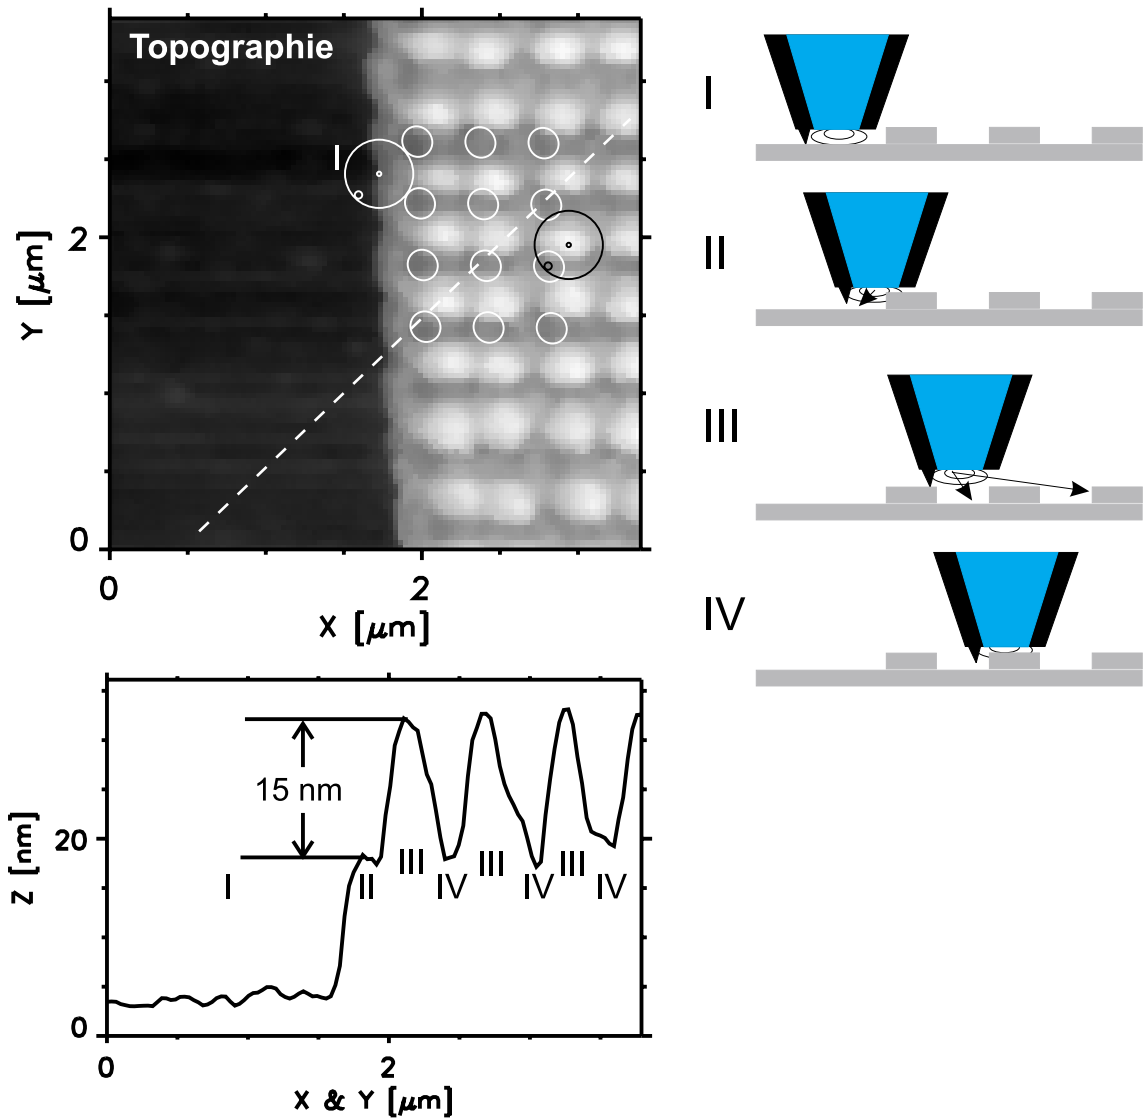 Topographie
I
Y [μm]
2
0
0
2
X [μm]
I
II
III
IV
15 nm
Z [nm]
20
0
I
II
III
IV
III
IV
III
IV
0
2
X & Y [μm]